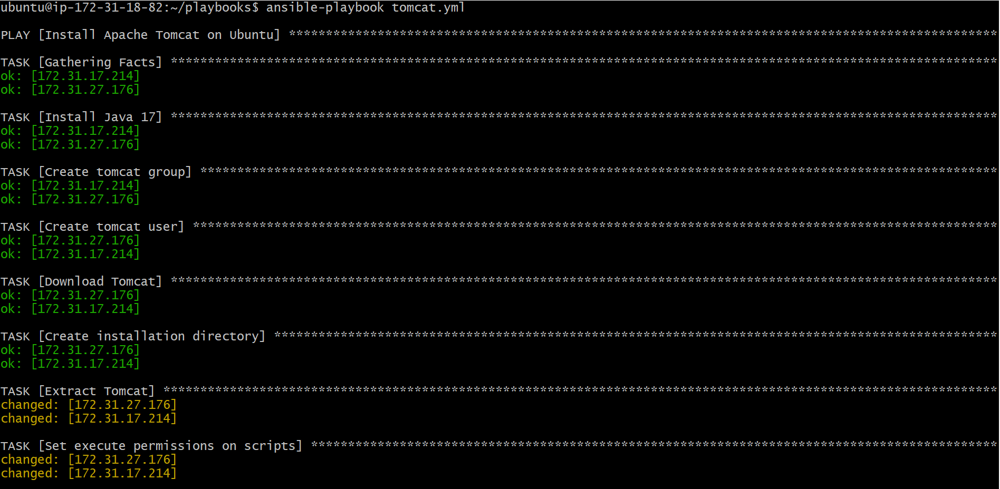 ubuntu@ip-172-31-18-82:~/playbooks$ ansible-playbook tomcat.yml
PLAY [Install Apache Tomcat on Ubuntu] ************************************************************************************************
TASK [Gathering Facts] ****************************************************************************************************************
ok: [172.31.17.214]
ok: [172.31.27.176]
TASK [Install Java 17] ****************************************************************************************************************
ok: [172.31.17.214]
ok: [172.31.27.176]
TASK [Create tomcat group] ************************************************************************************************************
ok: [172.31.17.214]
ok: [172.31.27.176]
TASK [Create tomcat user] *************************************************************************************************************
ok: [172.31.27.176]
ok: [172.31.17.214]
TASK [Download Tomcat] ****************************************************************************************************************
ok: [172.31.27.176]
ok: [172.31.17.214]
TASK [Create installation directory] **************************************************************************************************
ok: [172.31.27.176]
ok: [172.31.17.214]
TASK [Extract Tomcat] *****************************************************************************************************************
changed: [172.31.27.176]
changed: [172.31.17.214]
TASK [Set execute permissions on scripts] *********************************************************************************************
changed: [172.31.27.176]
changed: [172.31.17.214]